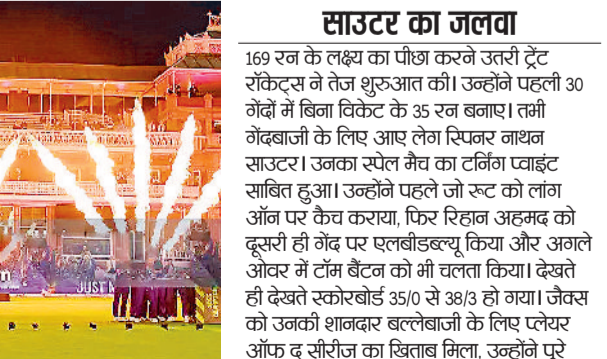 साउटर का जलवा
169 रन के लक्ष्य का पीछा करने उतरी ट्रेंट
रॉकेट्स ने तेज शुरुआत की। उन्होंने पहली 30
गेंदों में बिना विकेट के 35 रन बनाए। तभी
गेंदबाजी के लिए आए लेग स्पिनर नाथन
साउटर। उनका स्पेल मैच का टर्निंग प्वाइंट
साबित हुआ। उन्होंने पहले जो रूट को लांग
ऑन पर कैच कराया, फिर रिहान अहमद को
दूसरी ही गेंद पर एलबीडब्ल्यू किया और अगले
ओवर में टॉम बैंटन को भी चलता किया। देखते
ही देखते स्कोरबोर्ड 35/0 से 38/3 हो गया। जैक्स
को उनकी शानदार बल्लेबाजी के लिए प्लेयर
ऑफ द सीरीज का खिताब मिला, उन्होंने पूरे
JUST